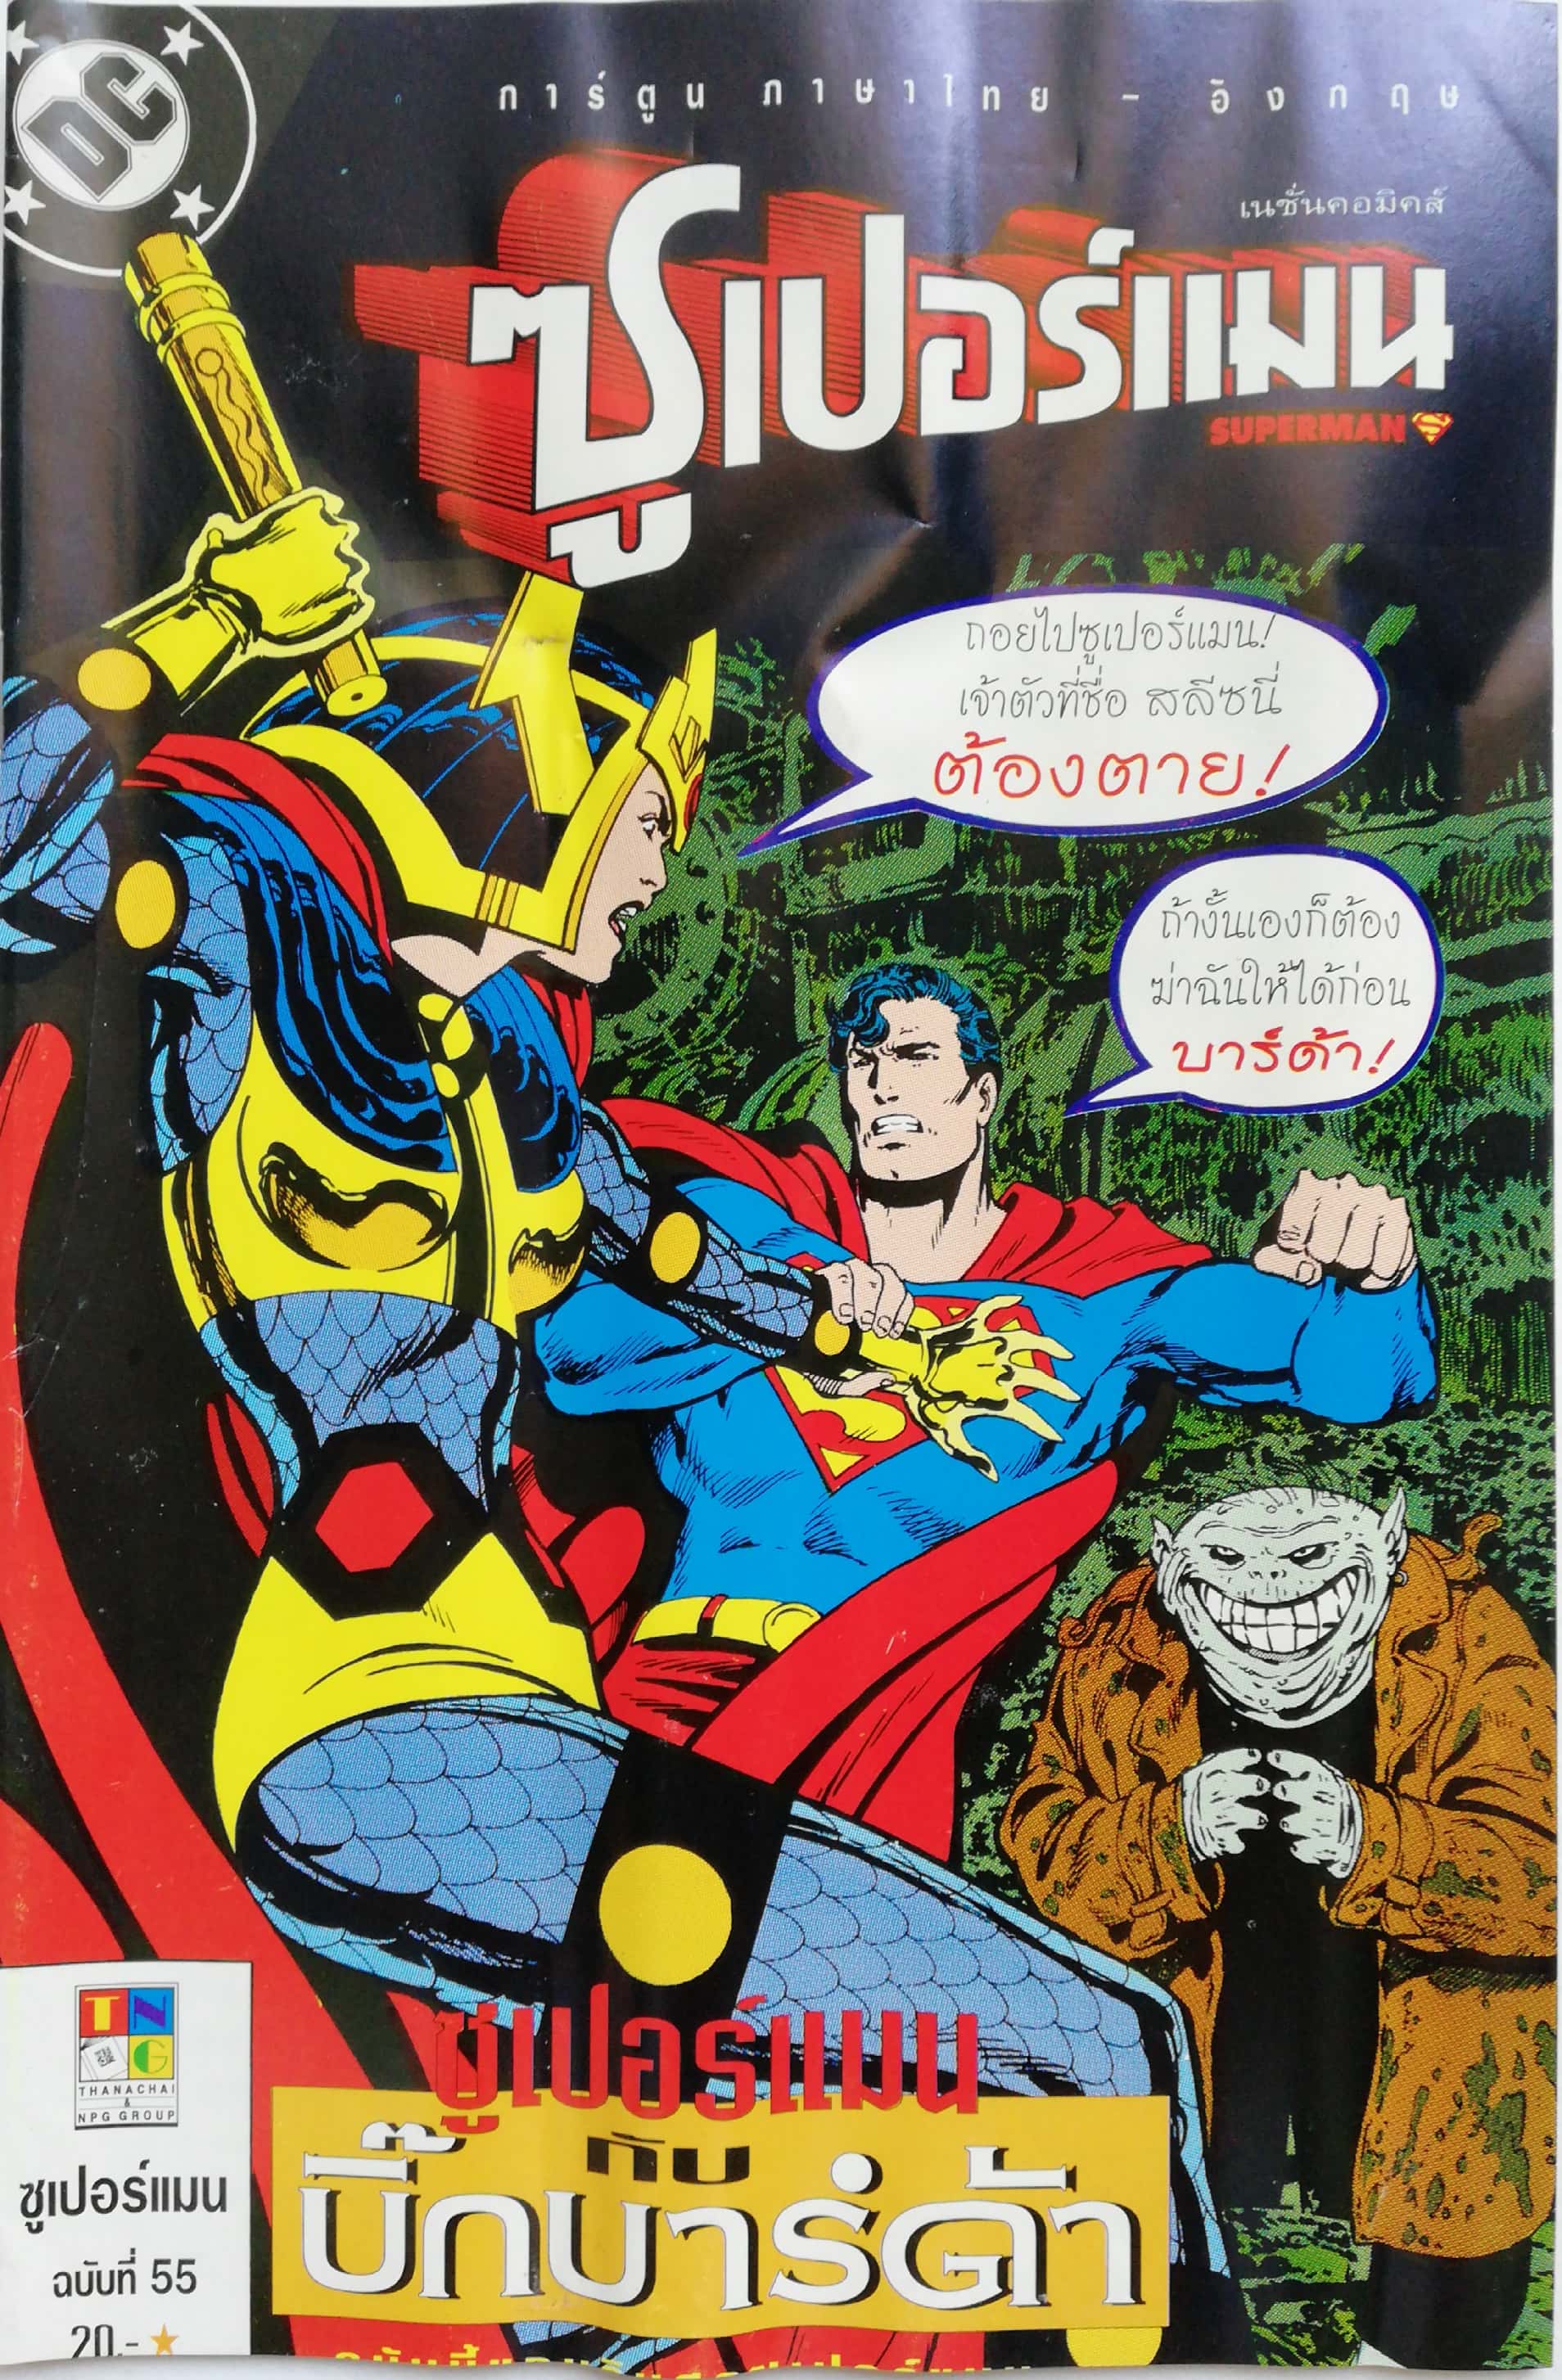 DC
การ์ตูน ภาษาไทย - อังกฤษ
เนชั่นคอมิคส์
ซูเปอร์แมน
SUPERMAN
ถอยไปซูเปอร์แมน!
เจ้าตัวที่ชื่อ สลีซนี่
ต้องตาย!
ถ้างั้นเธอก็ต้อง
ฆ่าฉันให้ได้ก่อน
บาร์ด้า!
ซูเปอร์แมน
กับ
บิ๊กบาร์ด้า
TNG
THANACHAI
&
NPG GROUP
ซูเปอร์แมน
ฉบับที่ 55
20.-